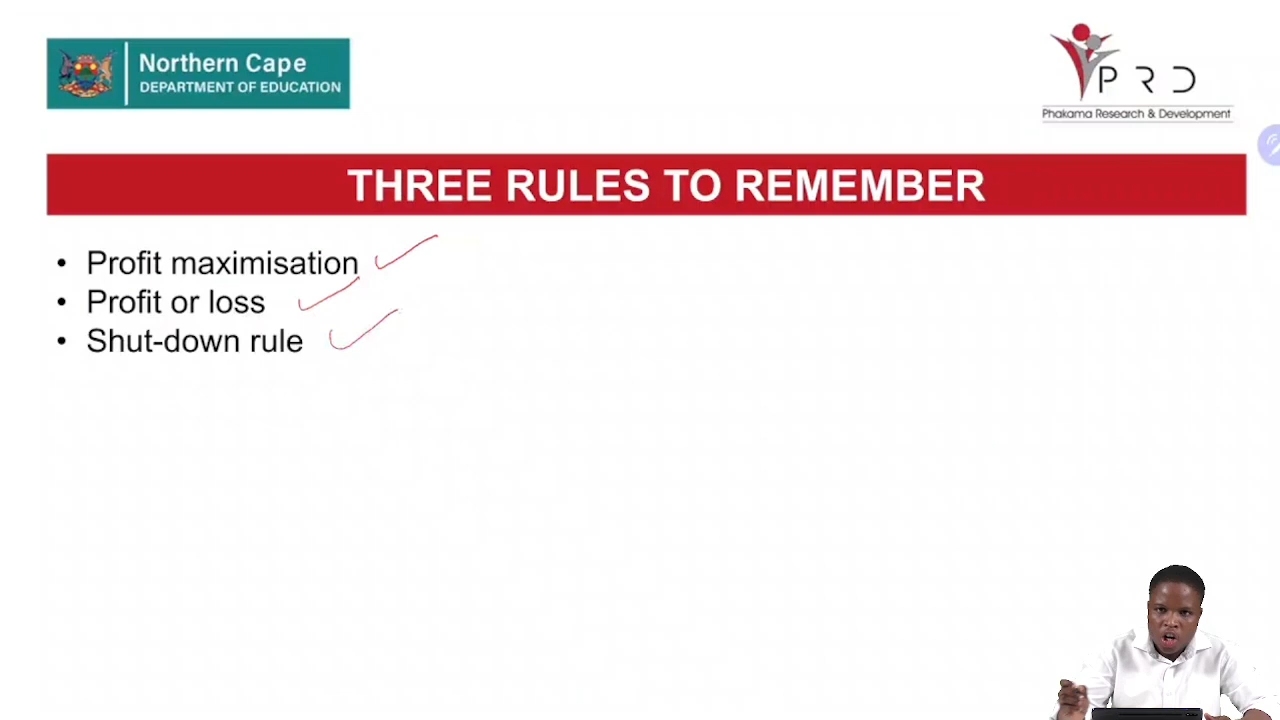 Northern Cape
DEPARTMENT OF EDUCATION
PRD
Phakama Research & Development
THREE RULES TO REMEMBER
• Profit maximisation
• Profit or loss
• Shut-down rule